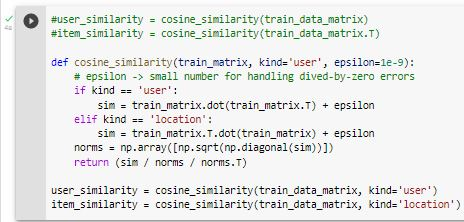 #user_similarity = cosine_similarity(train_data_matrix)
#item_similarity = cosine_similarity(train_data_matrix.T)

def cosine_similarity(train_matrix, kind='user', epsilon=1e-9):
    # epsilon -> small number for handling dived-by-zero errors
    if kind == 'user':
        sim = train_matrix.dot(train_matrix.T) + epsilon
    elif kind == 'location':
        sim = train_matrix.T.dot(train_matrix) + epsilon
    norms = np.array([np.sqrt(np.diagonal(sim))])
    return (sim / norms / norms.T)

user_similarity = cosine_similarity(train_data_matrix, kind='user')
item_similarity = cosine_similarity(train_data_matrix, kind='location')